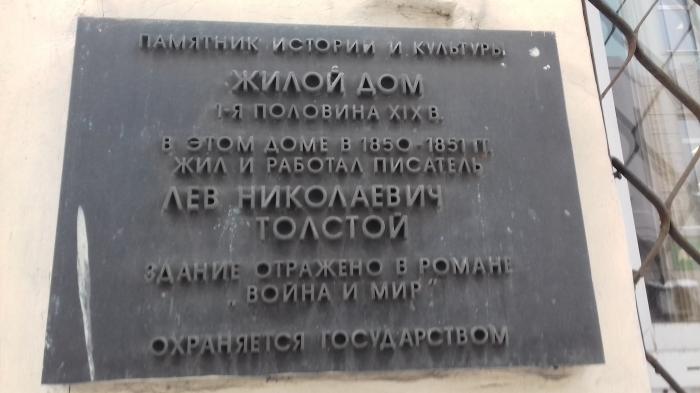 ПАМЯТНИК ИСТОРИИ И КУЛЬТУРЫ
ЖИЛОЙ ДОМ
1-Я ПОЛОВИНА XIX В.
В ЭТОМ ДОМЕ В 1850-1851 ГГ.
ЖИЛ И РАБОТАЛ ПИСАТЕЛЬ
ЛЕВ НИКОЛАЕВИЧ
ТОЛСТОЙ
ЗДАНИЕ ОТРАЖЕНО В РОМАНЕ
„ВОЙНА И МИР"
ОХРАНЯЕТСЯ ГОСУДАРСТВОМ